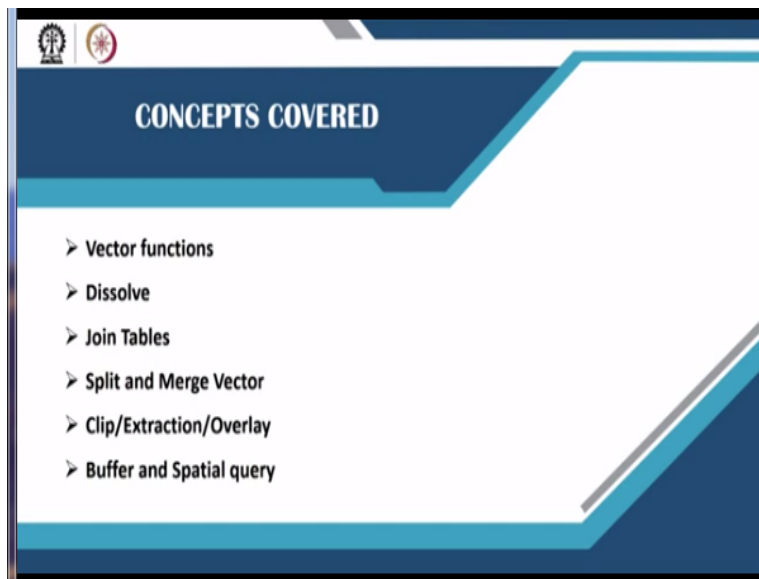 CONCEPTS COVERED
➢ Vector functions
➢ Dissolve
➢ Join Tables
➢ Split and Merge Vector
➢ Clip/Extraction/Overlay
➢ Buffer and Spatial query